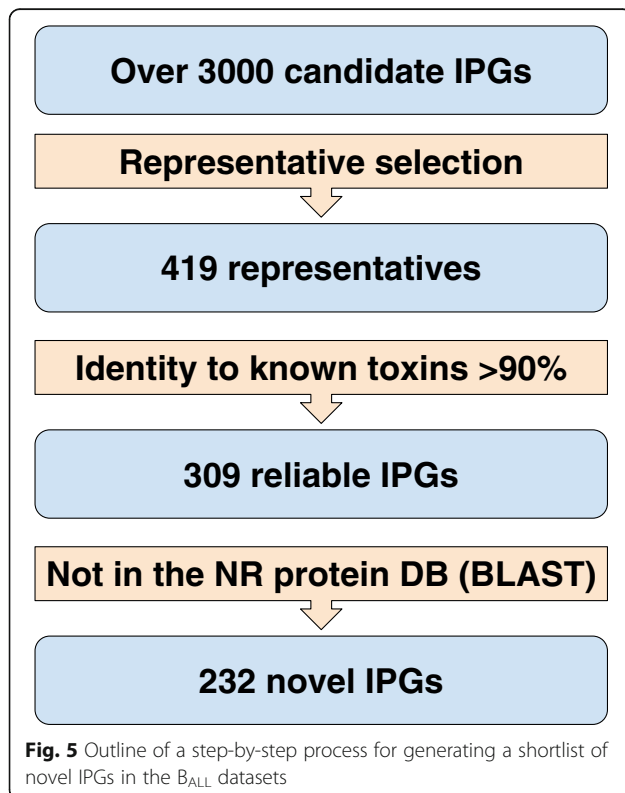 Over 3000 candidate IPGs
Representative selection
419 representatives
Identity to known toxins >90%
309 reliable IPGs
Not in the NR protein DB (BLAST)
232 novel IPGs
Fig. 5 Outline of a step-by-step process for generating a shortlist of
novel IPGs in the BALL datasets